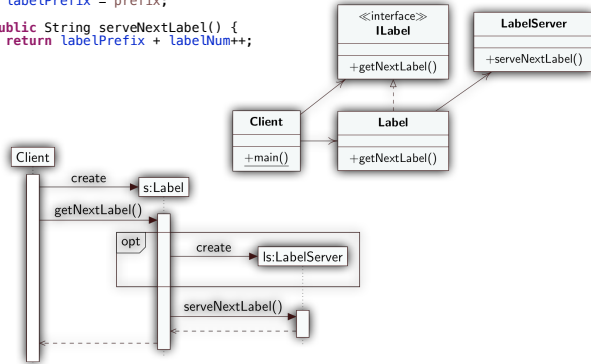 labelPrefix = prefix;
public String serveNextLabel() {
return labelPrefix + labelNum++;
≪interface≫
ILabel
+getNextLabel()
LabelServer
+serveNextLabel()
Client
+main()
Label
+getNextLabel()
Client
create
s:Label
getNextLabel()
opt
create
ls:LabelServer
serveNextLabel()